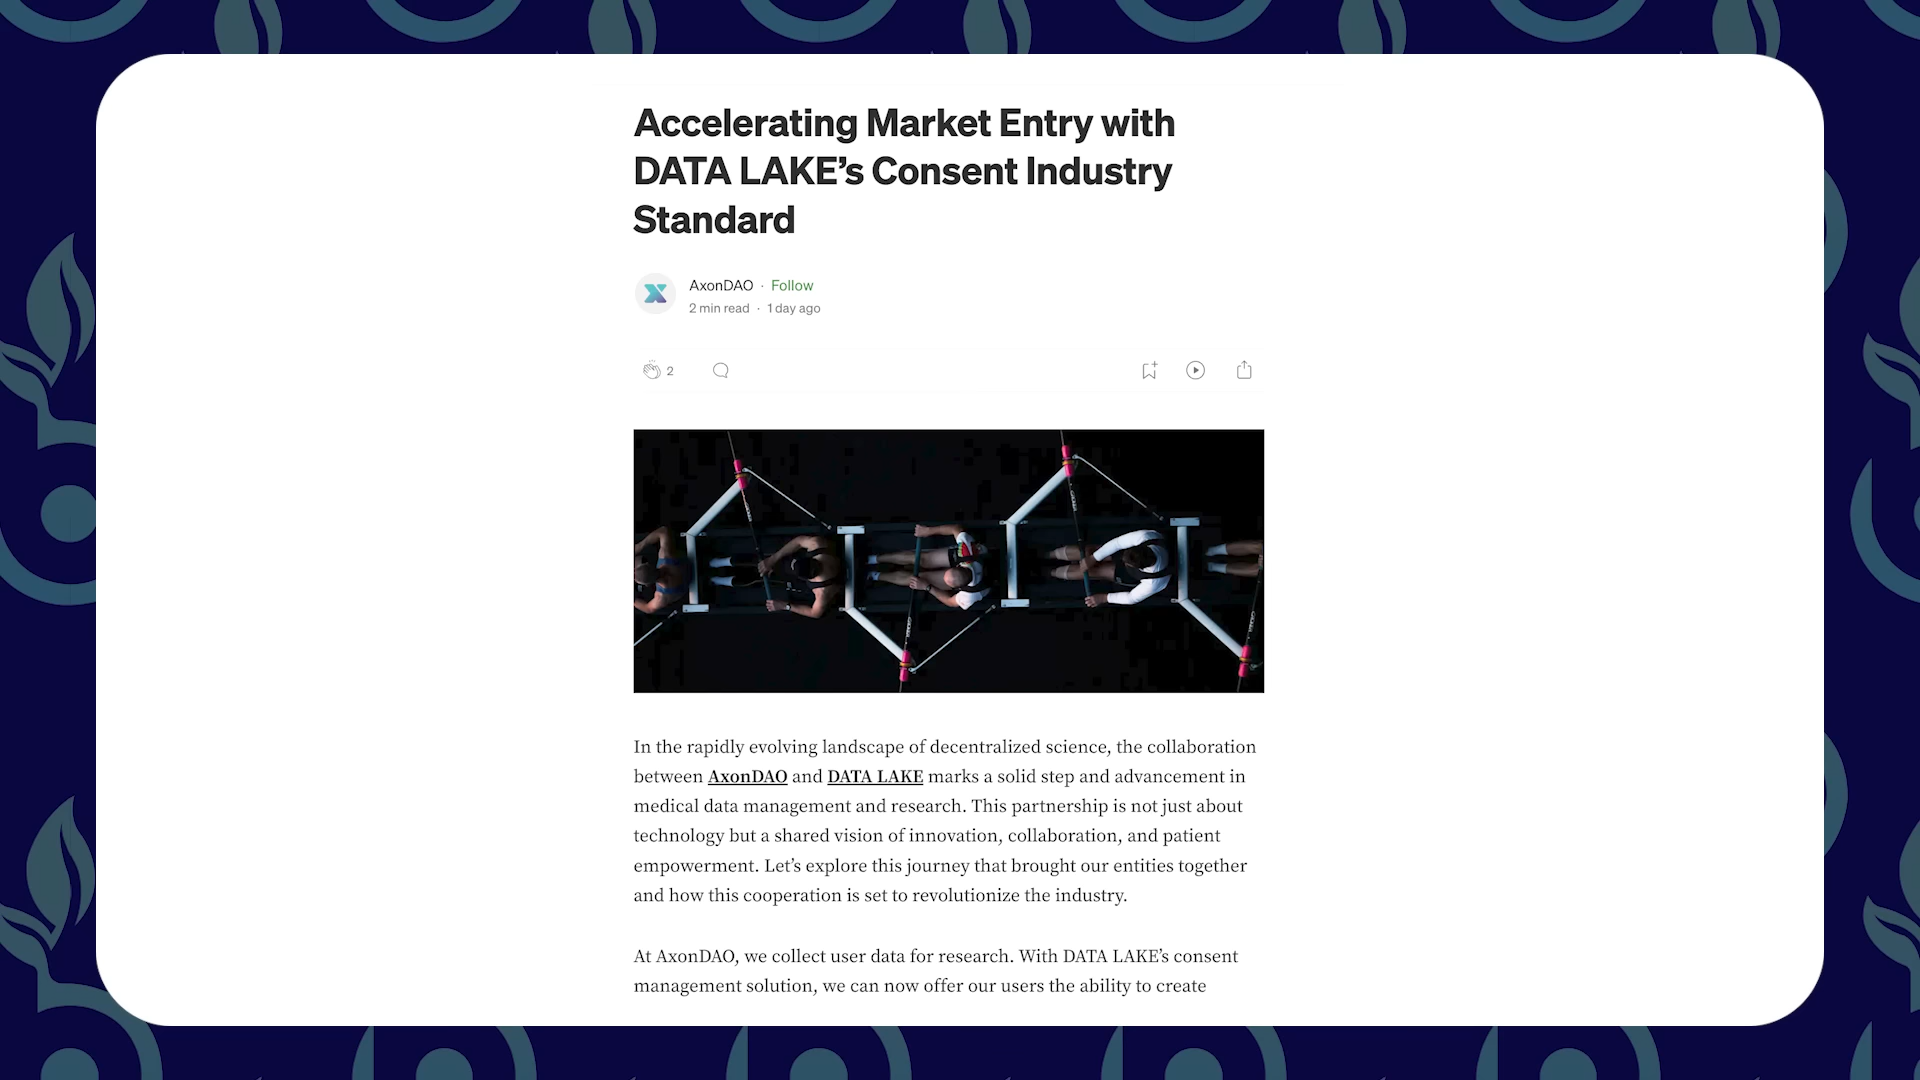 Accelerating Market Entry with
DATA LAKE’s Consent Industry
Standard
AxonDAO · Follow
2 min read · 1 day ago
2
In the rapidly evolving landscape of decentralized science, the collaboration
between AxonDAO and DATA LAKE marks a solid step and advancement in
medical data management and research. This partnership is not just about
technology but a shared vision of innovation, collaboration, and patient
empowerment. Let’s explore this journey that brought our entities together
and how this cooperation is set to revolutionize the industry.
At AxonDAO, we collect user data for research. With DATA LAKE’s consent
management solution, we can now offer our users the ability to create